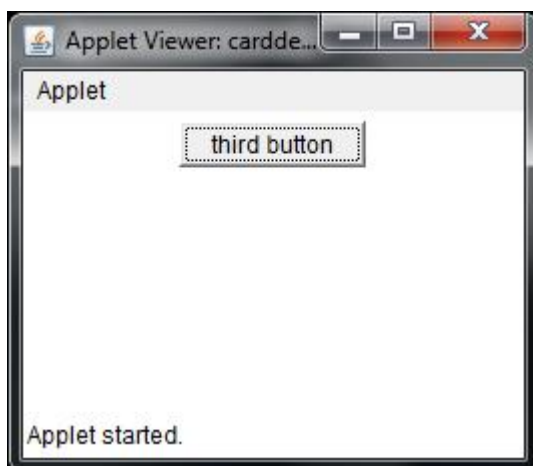 Applet Viewer: cardde...
Applet
third button
Applet started.